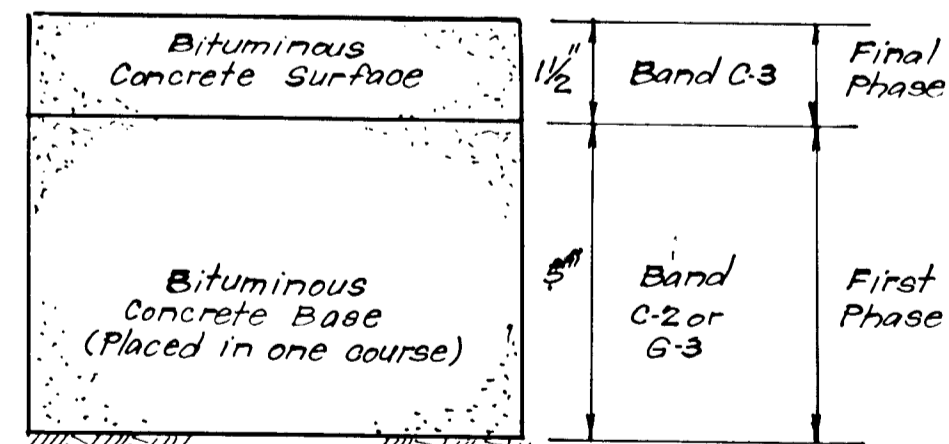 Bituminous
Concrete Surface
1½"
Band C-3
Final
Phase
Bituminous
Concrete Base
(Placed in one course)
5"
Band
C-2 or
G-3
First
Phase